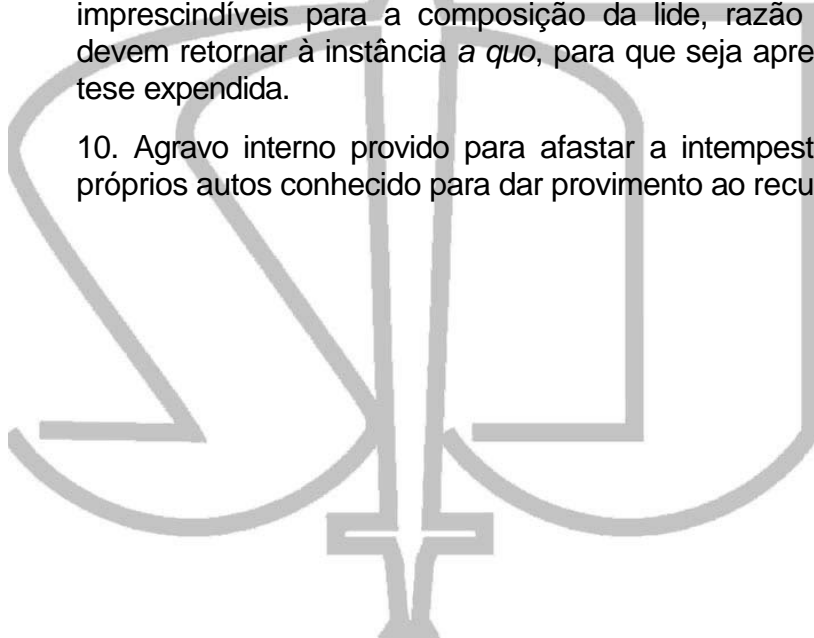 imprescindíveis para a composição da lide, razão
devem retornar à instância a quo, para que seja apre
tese expendida.
10. Agravo interno provido para afastar a intempest
próprios autos conhecido para dar provimento ao recu